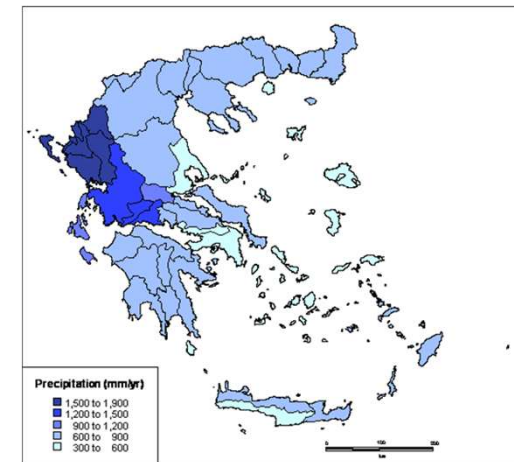 Precipitation (mm/yr)
1,500 to 1,900
1,200 to 1,500
900 to 1,200
600 to 900
300 to 600